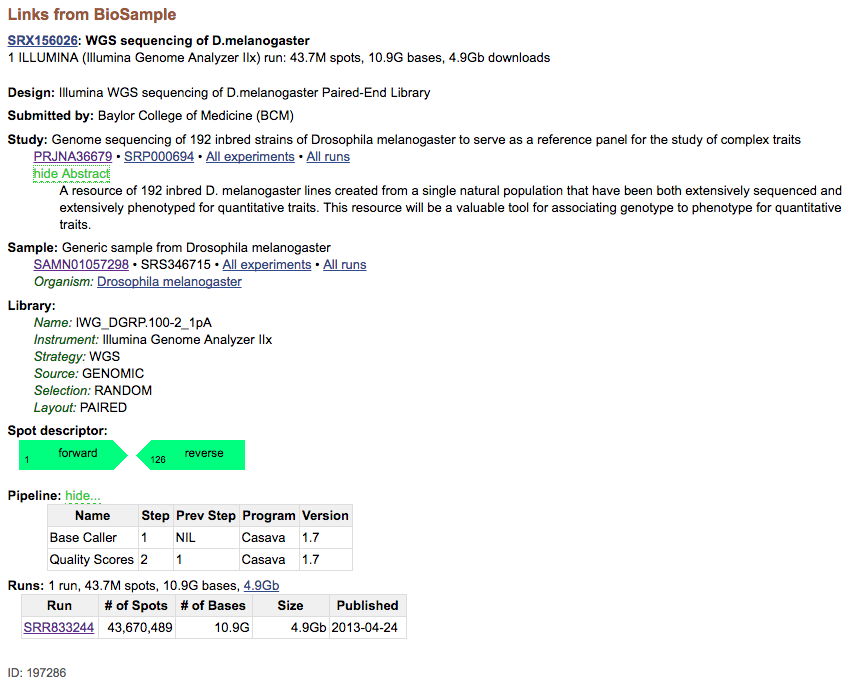 Links from BioSample
SRX156026: WGS sequencing of D.melanogaster
1 ILLUMINA (Illumina Genome Analyzer IIx) run: 43.7M spots, 10.9G bases, 4.9Gb downloads
Design: Illumina WGS sequencing of D.melanogaster Paired-End Library
Submitted by: Baylor College of Medicine (BCM)
Study: Genome sequencing of 192 inbred strains of Drosophila melanogaster to serve as a reference panel for the study of complex traits
PRJNA36679 • SRP000694 • All experiments • All runs
hide Abstract
A resource of 192 inbred D. melanogaster lines created from a single natural population that have been both extensively sequenced and
extensively phenotyped for quantitative traits. This resource will be a valuable tool for associating genotype to phenotype for quantitative
traits.
Sample: Generic sample from Drosophila melanogaster
SAMN01057298 • SRS346715 • All experiments • All runs
Organism: Drosophila melanogaster
Library:
Name: IWG_DGRP.100-2_1pA
Instrument: Illumina Genome Analyzer IIx
Strategy: WGS
Source: GENOMIC
Selection: RANDOM
Layout: PAIRED
Spot descriptor:
1 forward 126 reverse
Pipeline: hide...
Name Step Prev Step Program Version
Base Caller 1 NIL Casava 1.7
Quality Scores 2 1 Casava 1.7
Runs: 1 run, 43.7M spots, 10.9G bases, 4.9Gb
Run # of Spots # of Bases Size Published
SRR833244 43,670,489 10.9G 4.9Gb 2013-04-24
ID: 197286